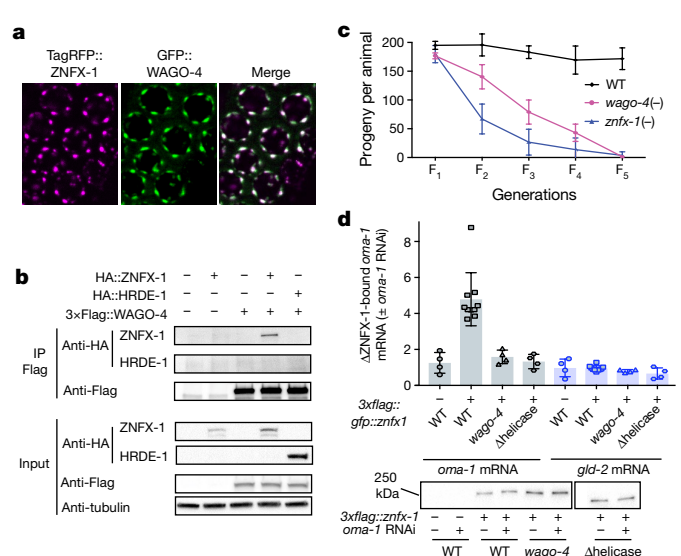 a
TagRFP:: GFP::
ZNFX-1 WAGO-4 Merge
b
HA::ZNFX-1 – + – – + –
HA::HRDE-1 – – – – – +
3×Flag::WAGO-4 – – + + + +
IP Flag
Anti-HA
ZNFX-1
HRDE-1
Anti-Flag
Input
Anti-HA
ZNFX-1
HRDE-1
Anti-Flag
Anti-tubulin
c
Progeny per animal
200
150
100
50
0
F1 F2 F3 F4 F5
Generations
WT
wago-4(–)
znfx-1(–)
d
ΔZNFX-1-bound oma-1
mRNA (± oma-1 RNAi)
8
6
4
2
0
3xflag::
gfp::znfx1
– + + + – + + +
WT WT wago-4 Δhelicase WT WT wago-4 Δhelicase
oma-1 mRNA gld-2 mRNA
250
kDa
3xflag::znfx-1 – – + + + + + +
oma-1 RNAi – + – + – + – +
WT WT wago-4 Δhelicase